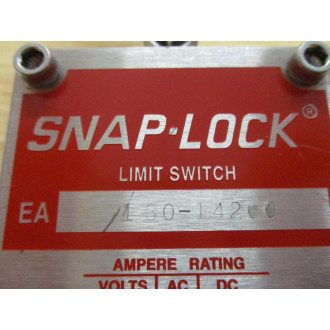 SNAP-LOCK®
LIMIT SWITCH
EA 130-14200
AMPERE RATING
VOLTS AC DC